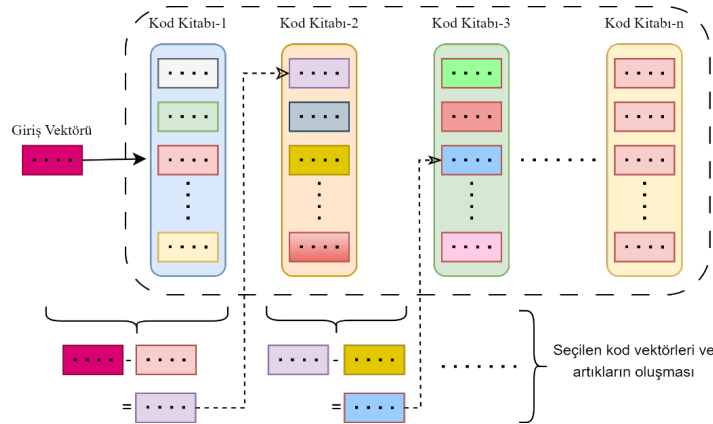 Kod Kitabı-1
Kod Kitabı-2
Kod Kitabı-3
Kod Kitabı-n
Giriş Vektörü
-
-
=
=
Seçilen kod vektörleri ve
artıkların oluşması